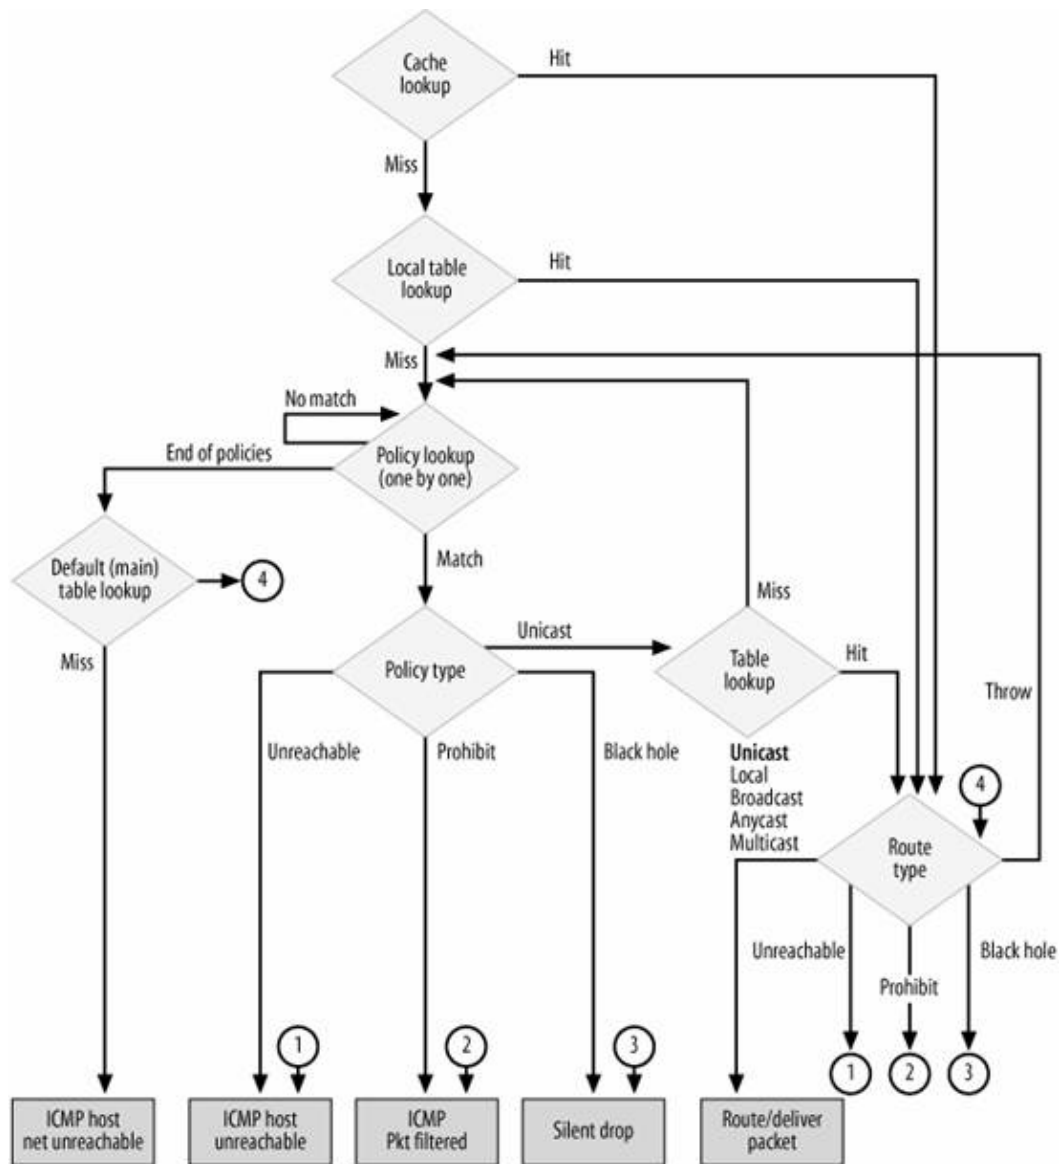 Cache
lookup
Hit
Miss
Local table
lookup
Hit
Miss
No match
End of policies
Policy lookup
(one by one)
Default (main)
table lookup
4
Match
Miss
Miss
Unicast
Policy type
Table
lookup
Hit
Throw
Unreachable
Prohibit
Black hole
Unicast
Local
Broadcast
Anycast
Multicast
4
Route
type
Unreachable
Prohibit
Black hole
1
2
3
1
2
3
ICMP host
net unreachable
ICMP host
unreachable
ICMP
Pkt filtered
Silent drop
Route/deliver
packet